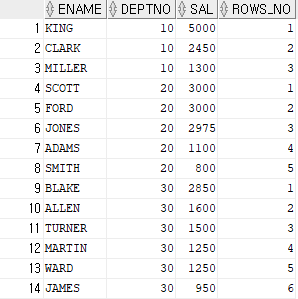 ENAME DEPTNO SAL ROWS_NO
1 KING 10 5000 1
2 CLARK 10 2450 2
3 MILLER 10 1300 3
4 SCOTT 20 3000 1
5 FORD 20 3000 2
6 JONES 20 2975 3
7 ADAMS 20 1100 4
8 SMITH 20 800 5
9 BLAKE 30 2850 1
10 ALLEN 30 1600 2
11 TURNER 30 1500 3
12 MARTIN 30 1250 4
13 WARD 30 1250 5
14 JAMES 30 950 6